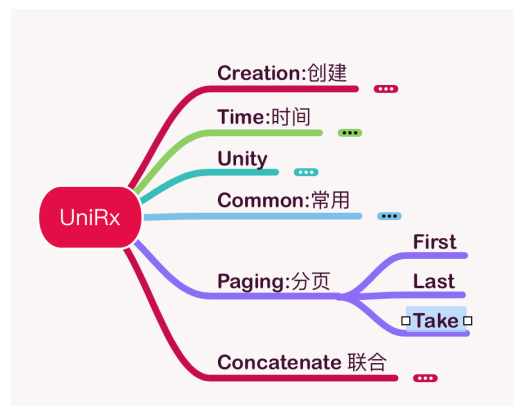 Creation:创建
Time:时间
Unity
Common:常用
UniRx
First
Paging:分页
Last
Take
Concatenate 联合